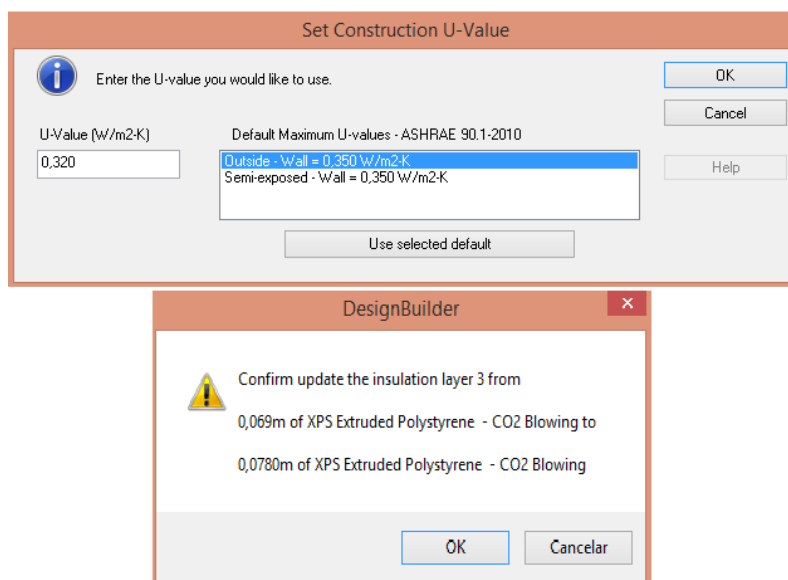 Set Construction U-Value
Enter the U-value you would like to use.
OK
Cancel
Help
U-Value (W/m2-K)
0,320
Default Maximum U-values - ASHRAE 90.1-2010
Outside - Wall = 0,350 W/m2-K
Semi-exposed - Wall = 0,350 W/m2-K
Use selected default
DesignBuilder
Confirm update the insulation layer 3 from
0,069m of XPS Extruded Polystyrene - CO2 Blowing to
0,0780m of XPS Extruded Polystyrene - CO2 Blowing
OK
Cancelar